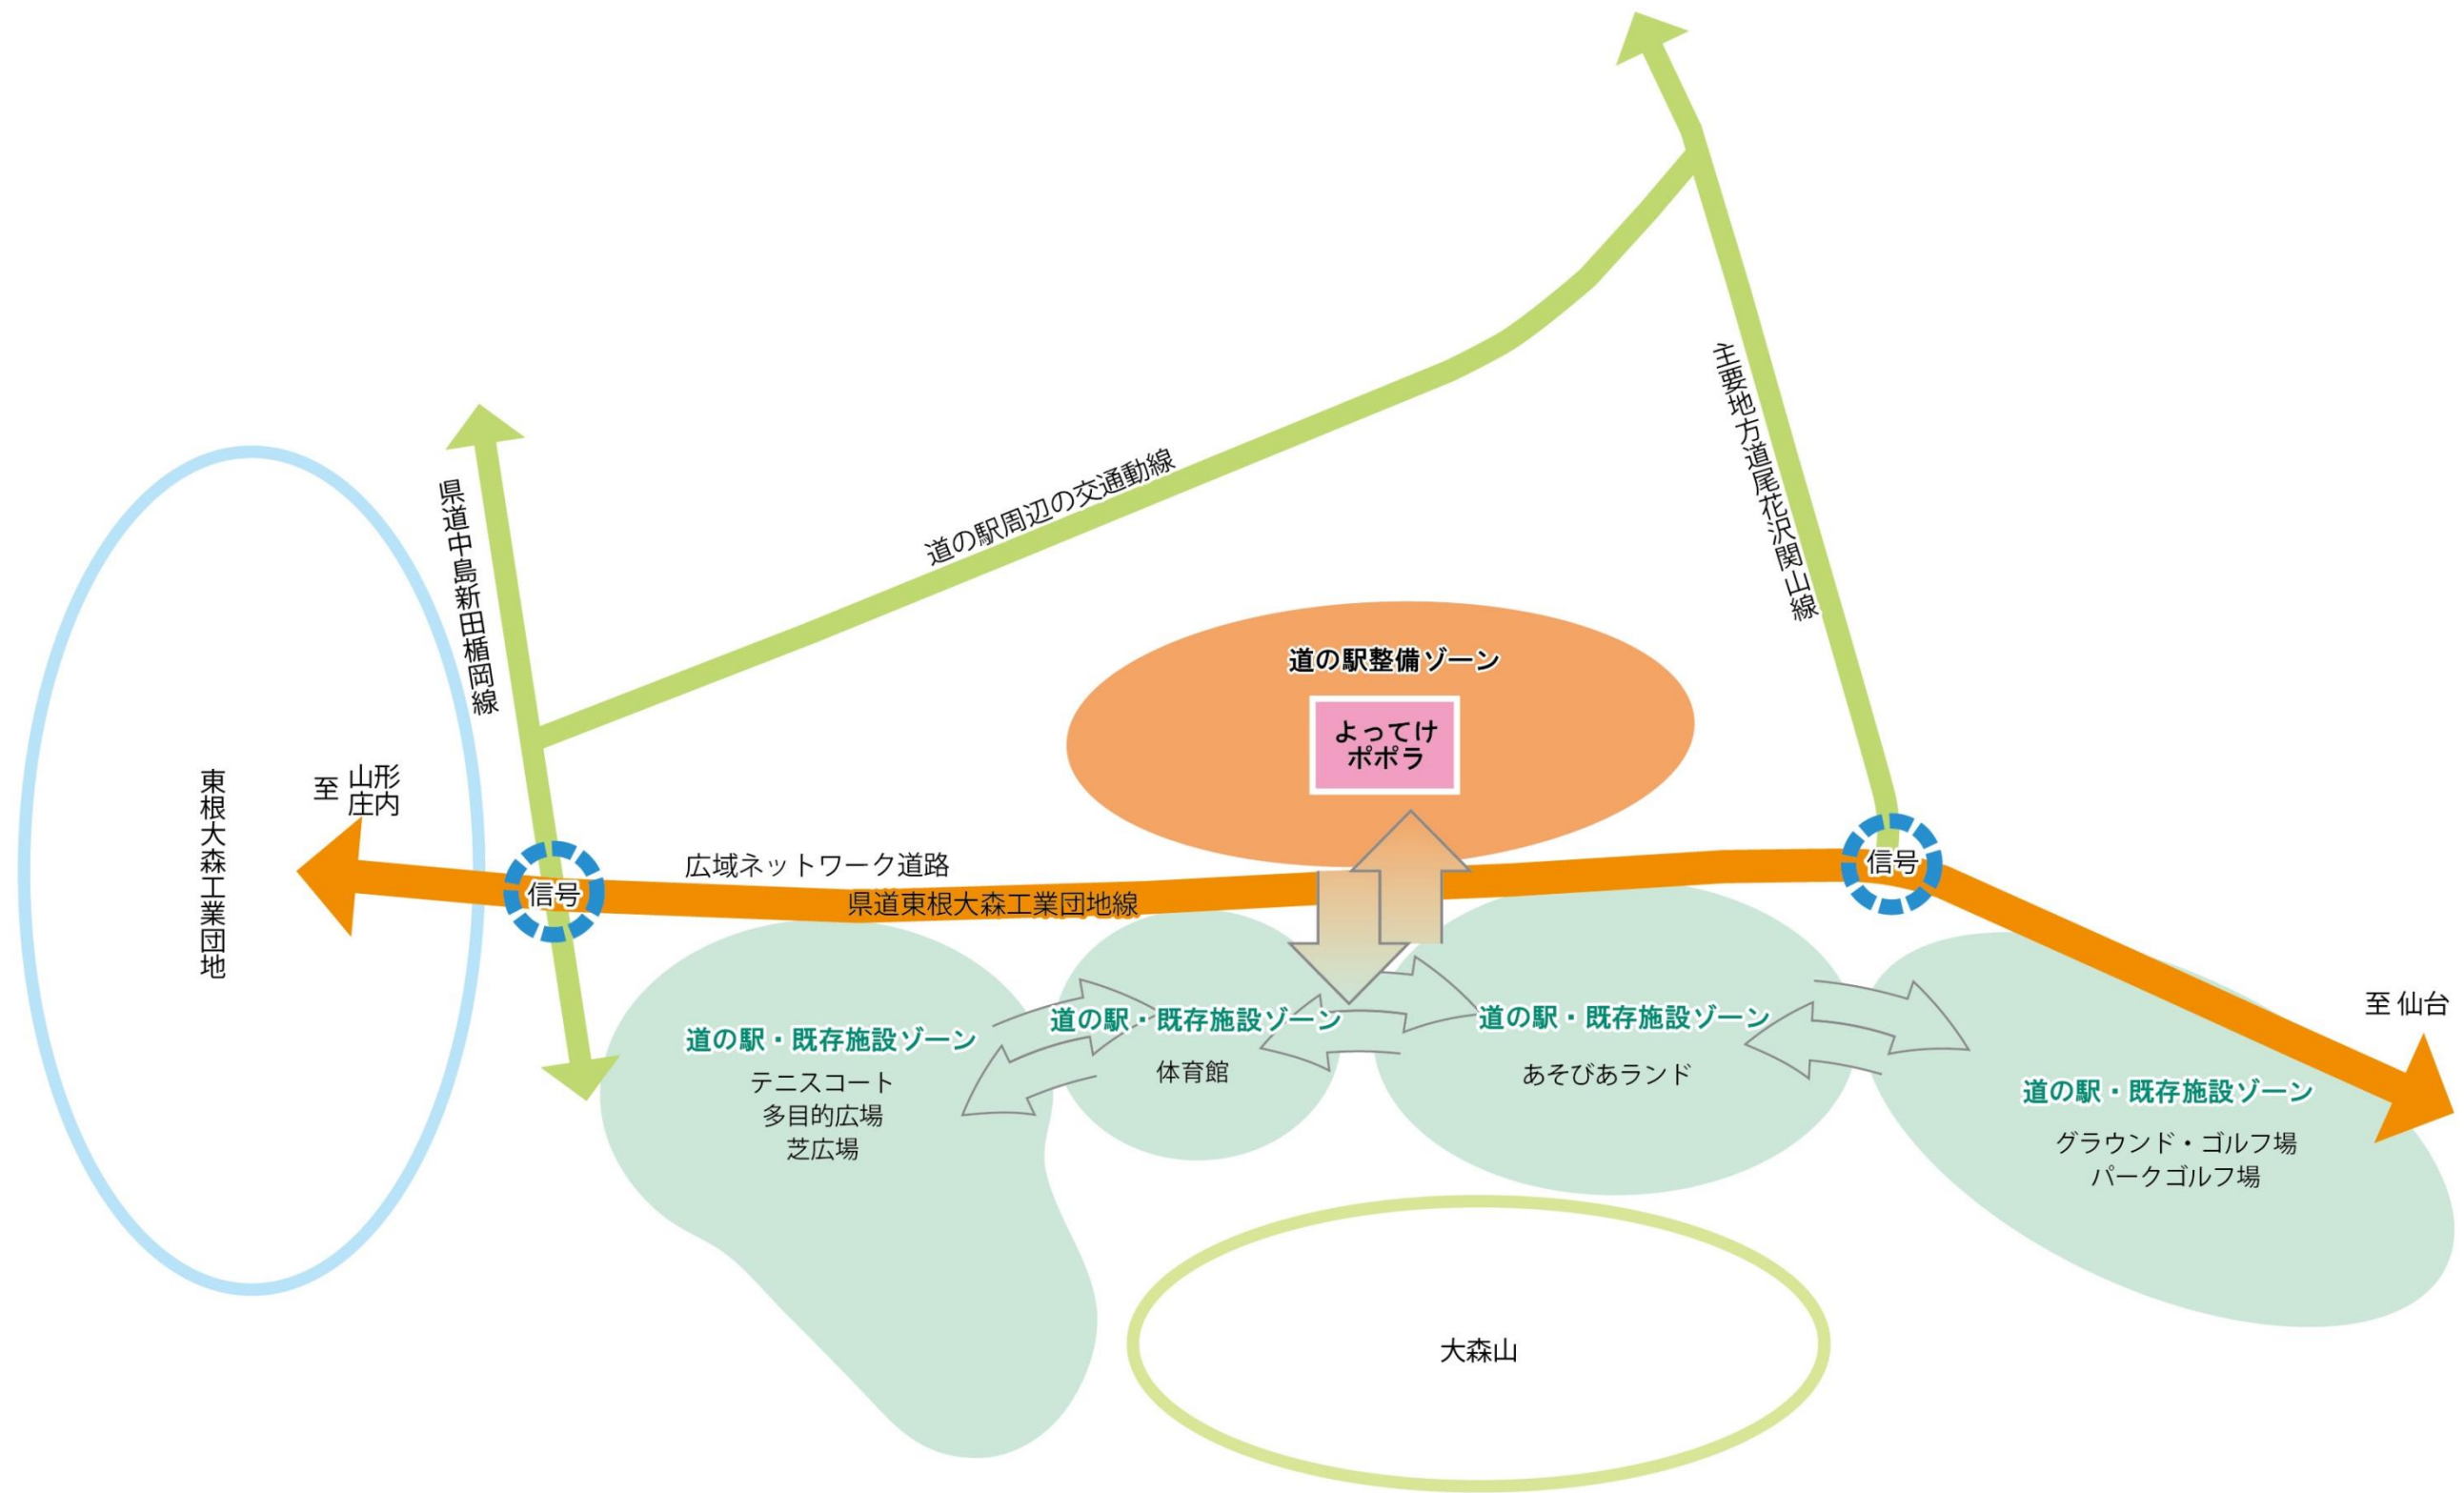 主要地方道尾花沢関山線
道の駅周辺の交通動線
県道中島新田楯岡線
道の駅整備ゾーン
よってけ
ポポラ
東根大森工業団地
至 山形
庄内
信号
広域ネットワーク道路
県道東根大森工業団地線
信号
至 仙台
道の駅・既存施設ゾーン
テニスコート
多目的広場
芝広場
道の駅・既存施設ゾーン
体育館
道の駅・既存施設ゾーン
あそびあランド
道の駅・既存施設ゾーン
グラウンド・ゴルフ場
パークゴルフ場
大森山